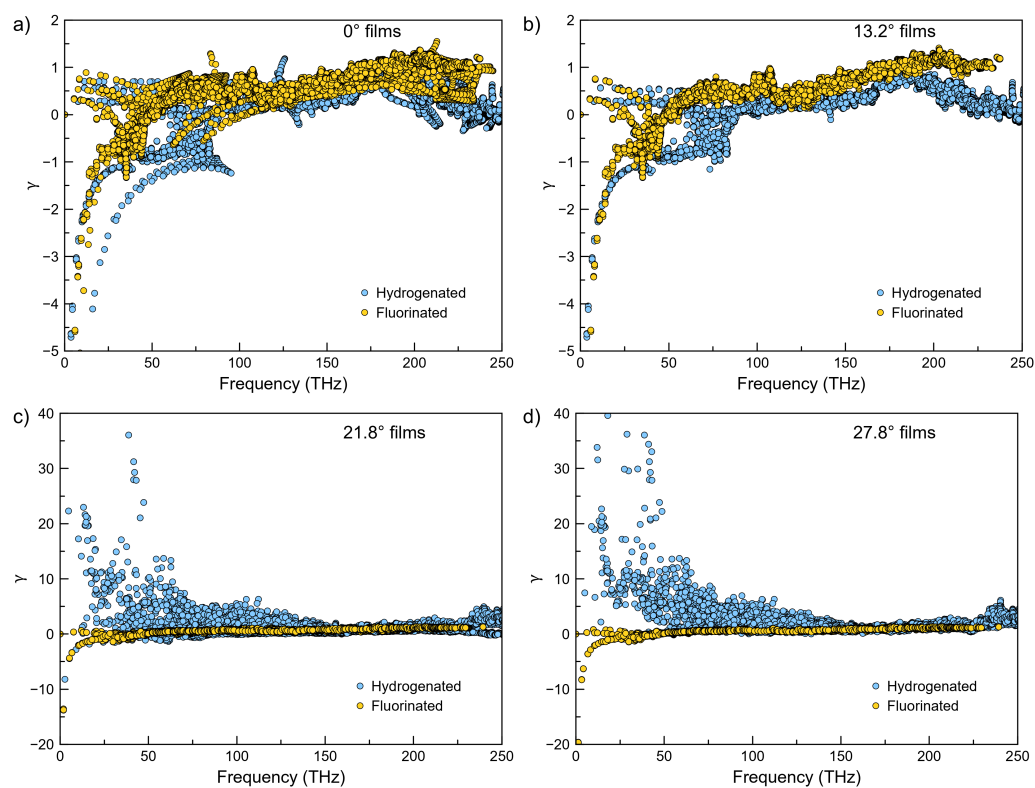 a)
0° films
2
1
0
−1
−2
−3
−4
−5
γ
Hydrogenated
Fluorinated
0
50
100
150
200
250
Frequency (THz)
b)
13.2° films
2
1
0
−1
−2
−3
−4
−5
γ
Hydrogenated
Fluorinated
0
50
100
150
200
250
Frequency (THz)
c)
21.8° films
40
30
20
10
0
−10
−20
γ
Hydrogenated
Fluorinated
0
50
100
150
200
250
Frequency (THz)
d)
27.8° films
40
30
20
10
0
−10
−20
γ
Hydrogenated
Fluorinated
0
50
100
150
200
250
Frequency (THz)